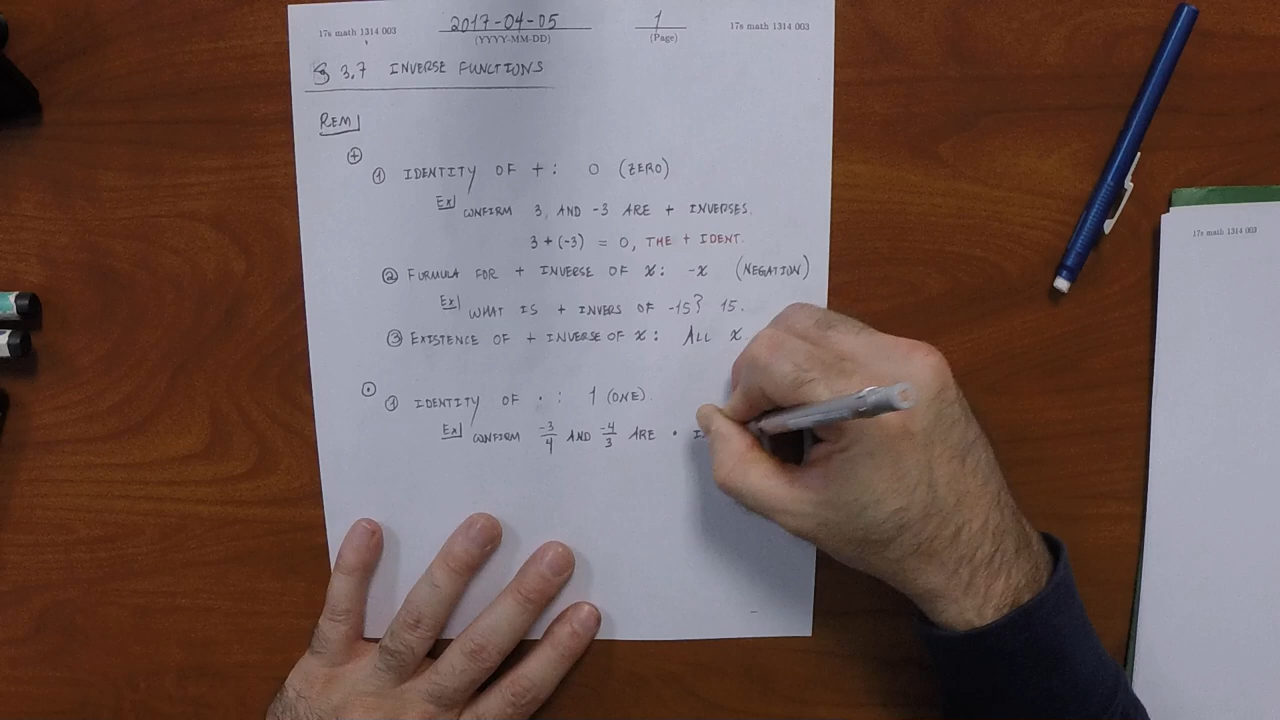 17s math 1314 003 2017-04-05 1 17s math 1314 003
(YYYY-MM-DD) (Page)
§ 3.7 INVERSE FUNCTIONS
REM
+
① IDENTITY OF + : 0 (ZERO)
EX CONFIRM 3 AND -3 ARE + INVERSES.
3 + (-3) = 0, THE + IDENT.
② FORMULA FOR + INVERSE OF x: -x (NEGATION)
EX WHAT IS + INVERS OF -15? 15.
③ EXISTENCE OF + INVERSE OF x: ALL x
·
① IDENTITY OF · : 1 (ONE).
EX CONFIRM -3/4 AND -4/3 ARE ·
17s math 1314 003